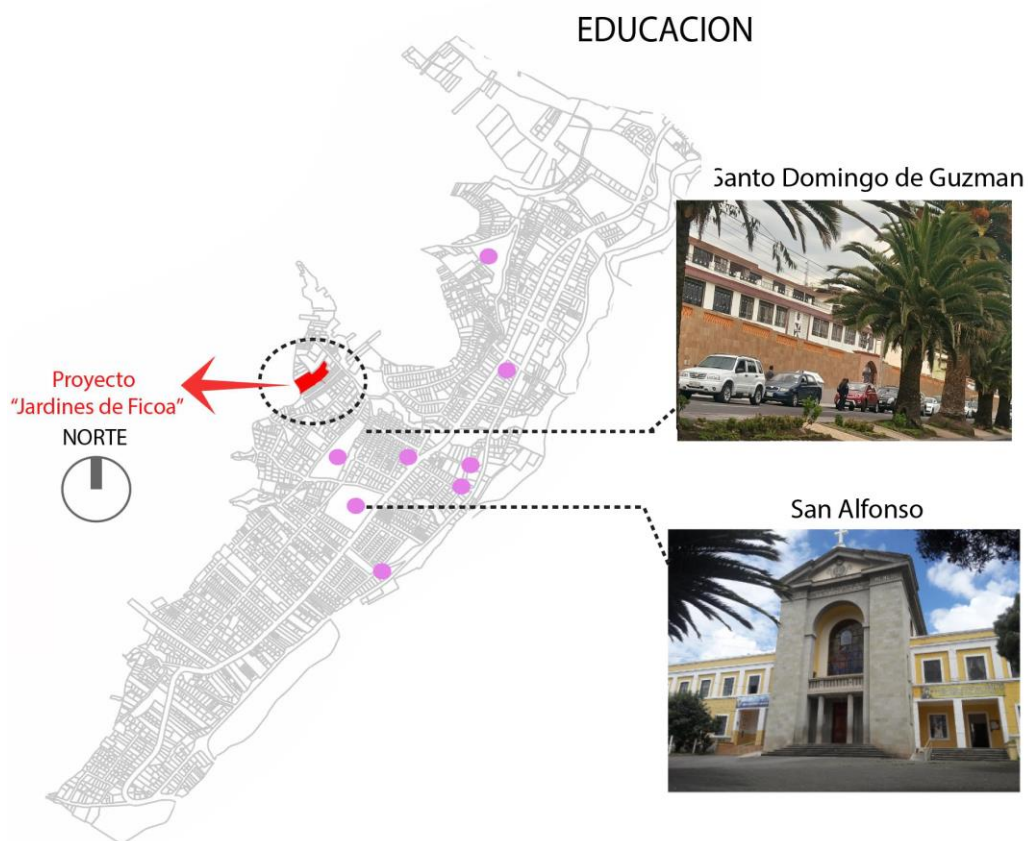 EDUCACION
Santo Domingo de Guzman
Proyecto
"Jardines de Ficoa"
NORTE
San Alfonso